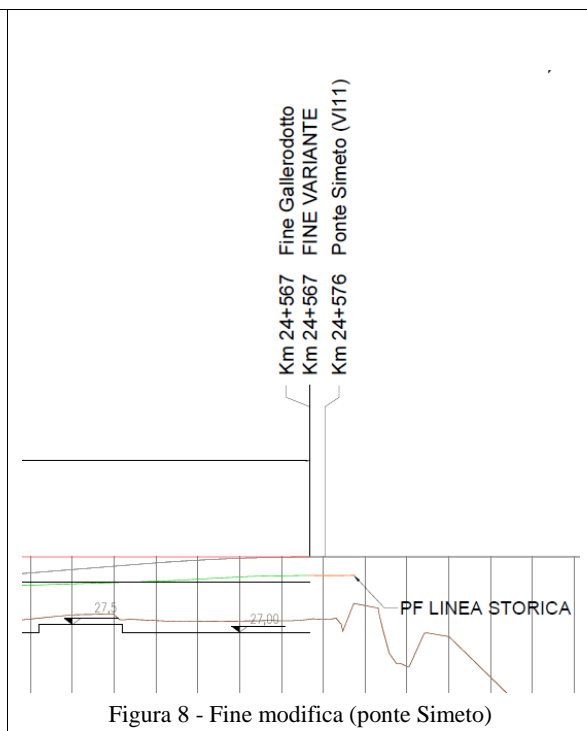 Km 24+567 Fine Gallerodotto
Km 24+567 FINE VARIANTE
Km 24+576 Ponte Simeto (VI11)
PF LINEA STORICA
27,5
27,00
Figura 8 - Fine modifica (ponte Simeto)